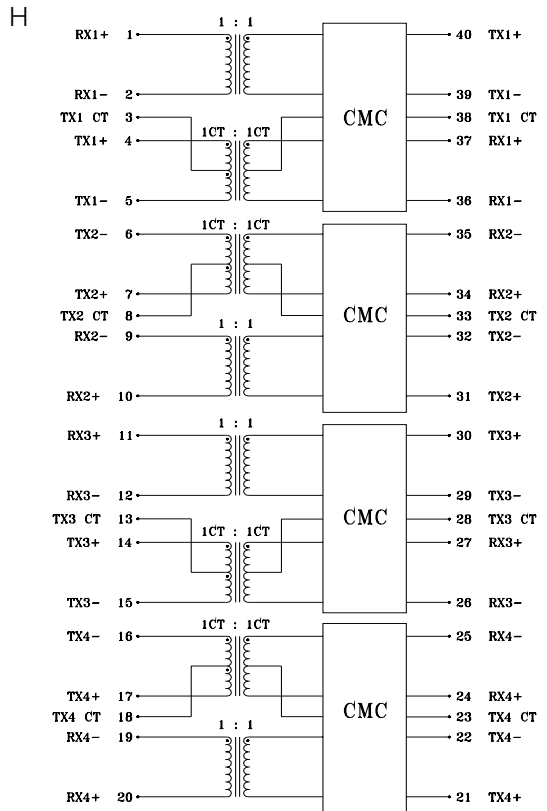 H
1 : 1
RX1+ 1 40 TX1+
RX1- 2 39 TX1-
TX1 CT 3 CMC 38 TX1 CT
1CT : 1CT
TX1+ 4 37 RX1+
TX1- 5 36 RX1-
1CT : 1CT
TX2- 6 35 RX2-
TX2+ 7 34 RX2+
TX2 CT 8 CMC 33 TX2 CT
1 : 1
RX2- 9 32 TX2-
RX2+ 10 31 TX2+
1 : 1
RX3+ 11 30 TX3+
RX3- 12 29 TX3-
TX3 CT 13 CMC 28 TX3 CT
1CT : 1CT
TX3+ 14 27 RX3+
TX3- 15 26 RX3-
1CT : 1CT
TX4- 16 25 RX4-
TX4+ 17 24 RX4+
TX4 CT 18 CMC 23 TX4 CT
1 : 1
RX4- 19 22 TX4-
RX4+ 20 21 TX4+